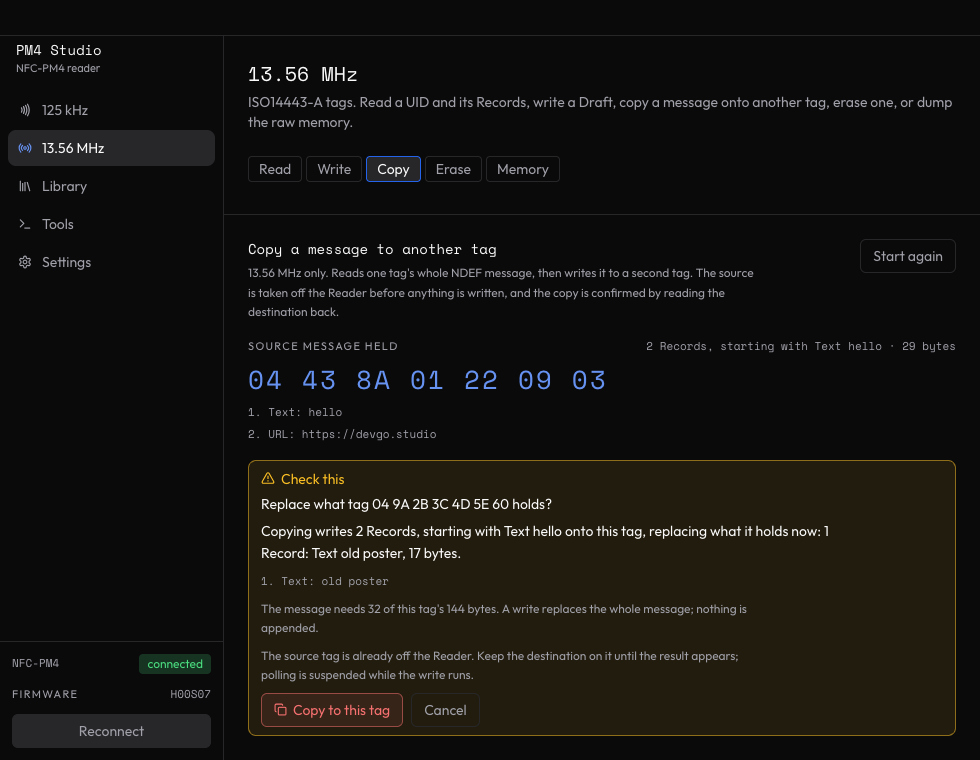 PM4 Studio
NFC-PM4 reader
125 kHz
13.56 MHz
Library
Tools
Settings
NFC-PM4
connected
FIRMWARE
H00S07
Reconnect
13.56 MHz
ISO14443-A tags. Read a UID and its Records, write a Draft, copy a message onto another tag, erase one, or dump
the raw memory.
Read
Write
Copy
Erase
Memory
Copy a message to another tag
Start again
13.56 MHz only. Reads one tag's whole NDEF message, then writes it to a second tag. The source
is taken off the Reader before anything is written, and the copy is confirmed by reading the
destination back.
SOURCE MESSAGE HELD
2 Records, starting with Text hello · 29 bytes
04 43 8A 01 22 09 03
1. Text: hello
2. URL: https://devgo.studio
Check this
Replace what tag 04 9A 2B 3C 4D 5E 60 holds?
Copying writes 2 Records, starting with Text hello onto this tag, replacing what it holds now: 1
Record: Text old poster, 17 bytes.
1. Text: old poster
The message needs 32 of this tag's 144 bytes. A write replaces the whole message; nothing is
appended.
The source tag is already off the Reader. Keep the destination on it until the result appears;
polling is suspended while the write runs.
Copy to this tag
Cancel